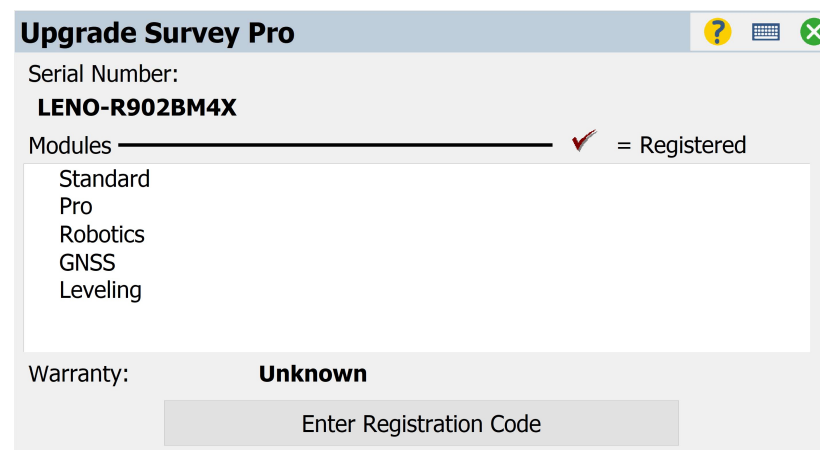 Upgrade Survey Pro ?
Serial Number:
LENO-R902BM4X
Modules = Registered
Standard
Pro
Robotics
GNSS
Leveling
Warranty: Unknown
Enter Registration Code